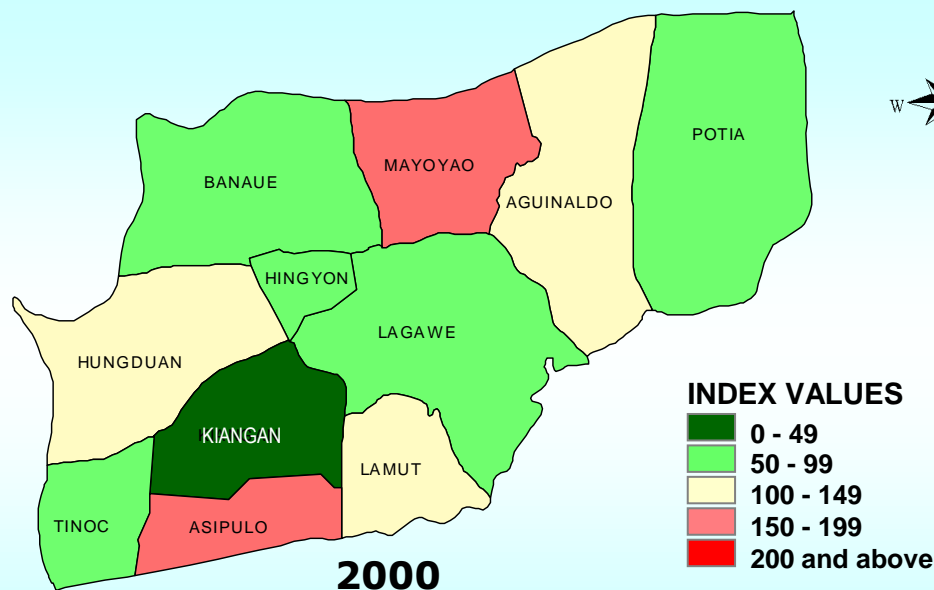 W
POTIA
MAYOYAO
BANAUE
AGUINALDO
HINGYON
LAGAWE
HUNGDUAN
KIANGAN
LAMUT
TINOC
ASIPULO
INDEX VALUES
0 - 49
50 - 99
100 - 149
150 - 199
200 and above
2000